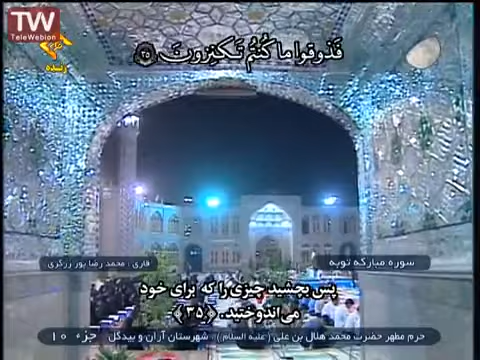 TW
TeleWebion
زنده
فَذُوقُوا مَا كُنتُمْ تَكْنِزُونَ ﴿٣٥﴾
قاری : محمد رضا پور زرگری
سوره مبارکه توبه
پس بچشید چیزی را که برای خود
می‌اندوختید. ﴿٣٥﴾
حرم مطهر حضرت محمد هلال بن علی (علیه السلام) : شهرستان آران و بیدگل
جزء ١٠